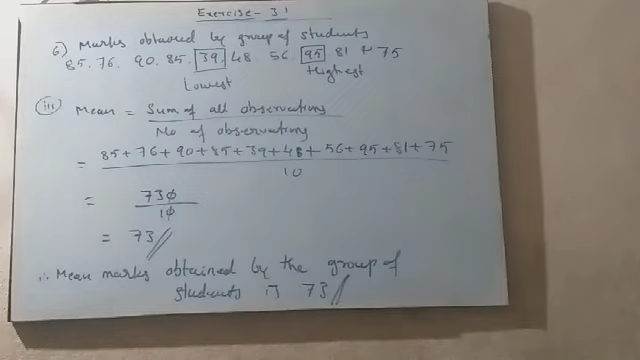 Exercise - 3.1
6) Marks obtained by group of students
85. 76. 90. 85. 39. 48 56 95 81 & 75
Lowest Highest
(iii) Mean = Sum of all observations
No of observations
= 85+76+90+85+39+48+56+95+81+75
10
= 730
10
= 73//
∴ Mean marks obtained by the group of
students is 73//